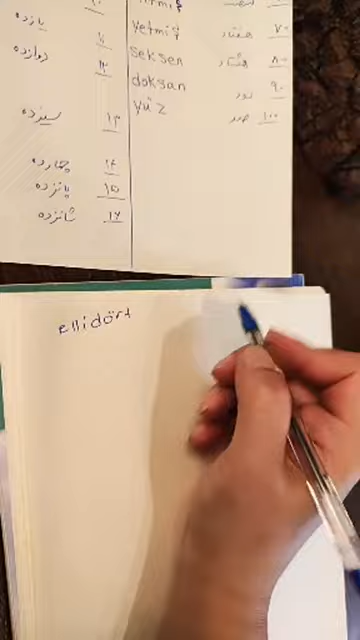 یازده ۱۱
دوازده ۱۲
سیزده ۱۳
چهارده ۱۴
پانزده ۱۵
شانزده ۱۶
yetmiş هفتاد ۷۰
seksen هشتاد ۸۰
doksan نود ۹۰
yüz صد ۱۰۰
ellidört